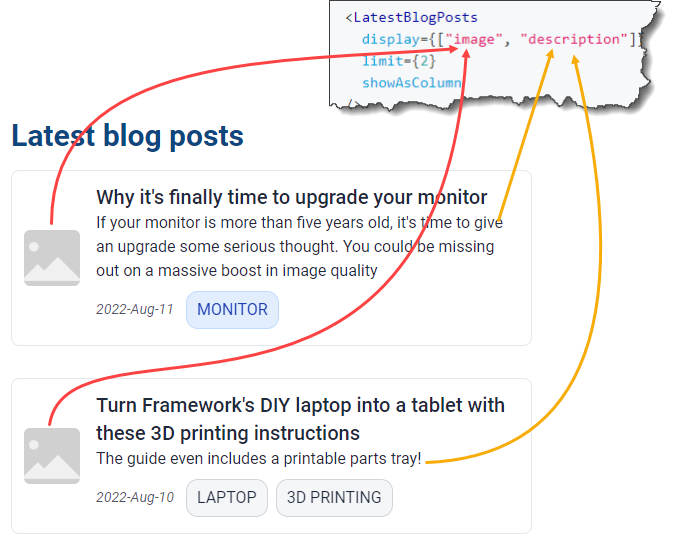 <LatestBlogPosts
display={["image", "description"]}
limit={2}
showAsColumn
/>
Latest blog posts
Why it's finally time to upgrade your monitor
If your monitor is more than five years old, it's time to give
an upgrade some serious thought. You could be missing
out on a massive boost in image quality
2022-Aug-11 MONITOR
Turn Framework's DIY laptop into a tablet with
these 3D printing instructions
The guide even includes a printable parts tray!
2022-Aug-10 LAPTOP 3D PRINTING